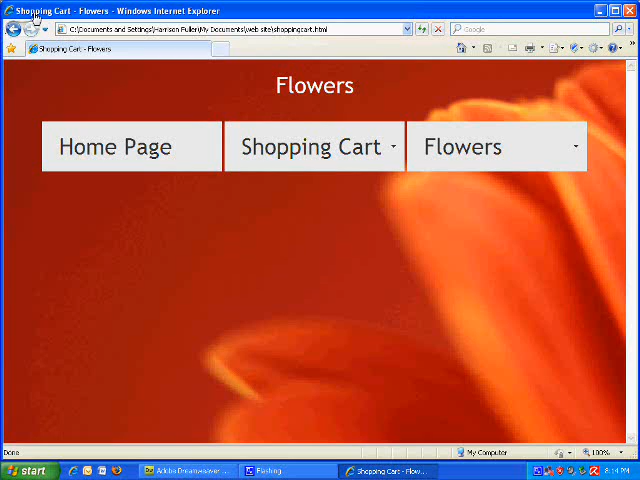 Shopping Cart - Flowers - Windows Internet Explorer
C:\Documents and Settings\Harrison Fuller\My Documents\web site\shoppingcart.html
Google
Shopping Cart - Flowers
Flowers
Home Page
Shopping Cart
Flowers
Done
My Computer
100%
start
Adobe Dreamweaver ...
Flashing
Shopping Cart - Flow...
8:14 PM